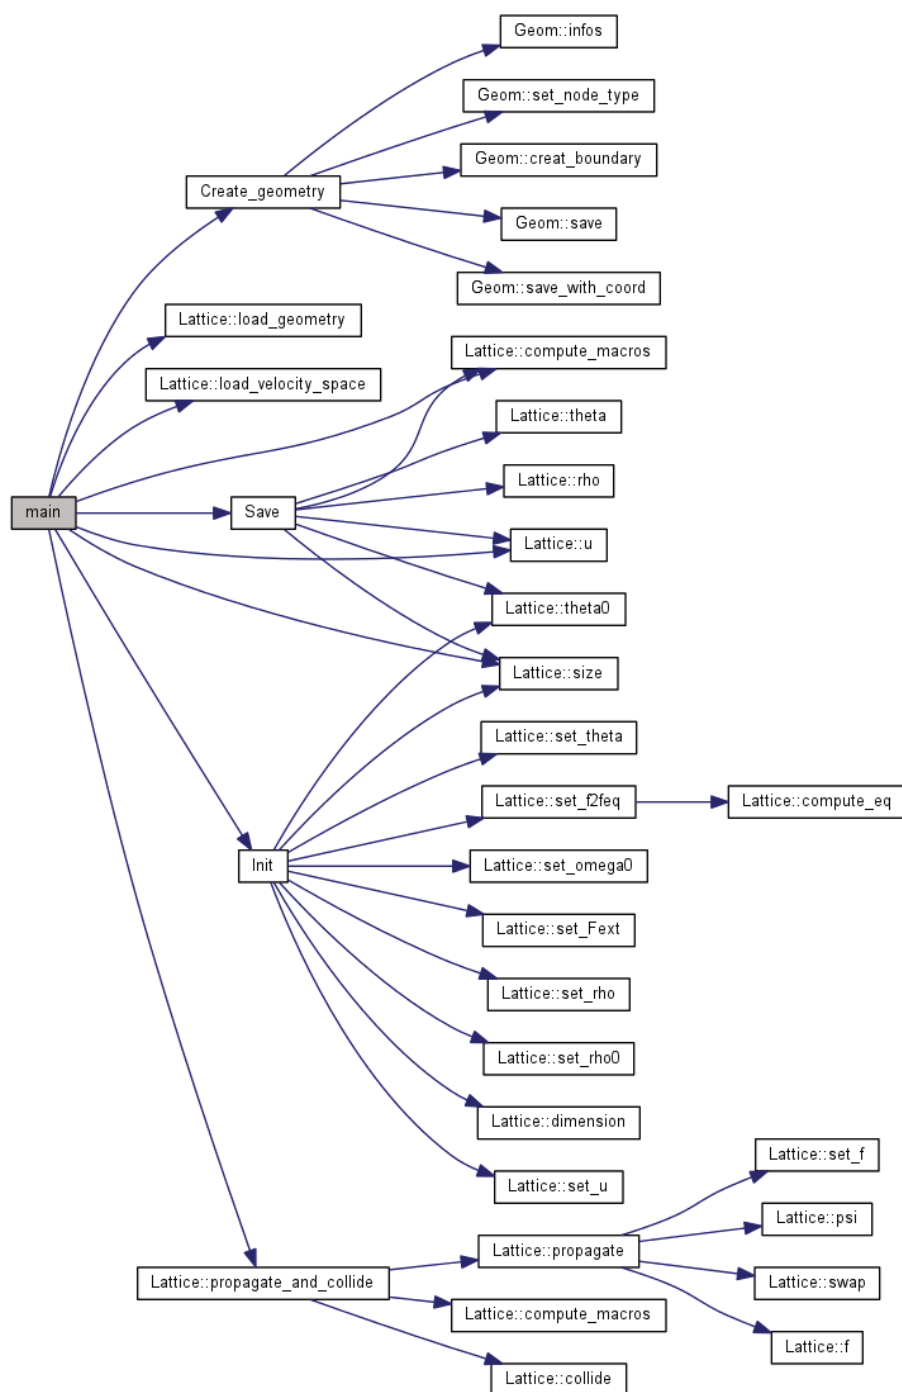 Geom::infos
Geom::set_node_type
Geom::creat_boundary
Create_geometry
Geom::save
Geom::save_with_coord
Lattice::load_geometry
Lattice::compute_macros
Lattice::load_velocity_space
Lattice::theta
Lattice::rho
main
Save
Lattice::u
Lattice::theta0
Lattice::size
Lattice::set_theta
Lattice::set_f2feq
Lattice::compute_eq
Init
Lattice::set_omega0
Lattice::set_Fext
Lattice::set_rho
Lattice::set_rho0
Lattice::dimension
Lattice::set_f
Lattice::set_u
Lattice::psi
Lattice::propagate
Lattice::propagate_and_collide
Lattice::swap
Lattice::compute_macros
Lattice::f
Lattice::collide